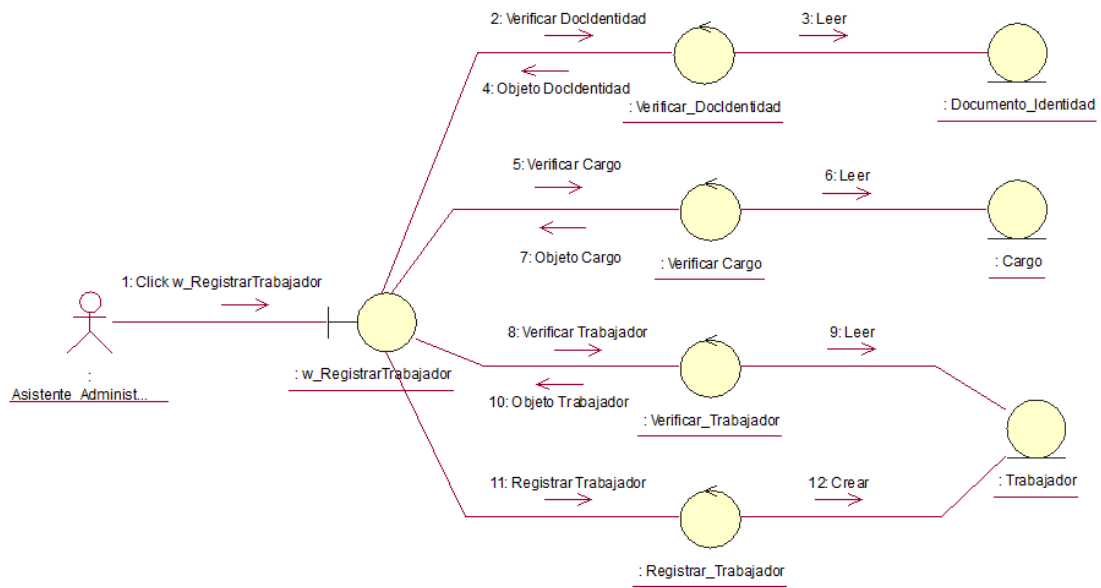 2: Verificar DocIdentidad
3: Leer
4: Objeto DocIdentidad
: Verificar_DocIdentidad
: Documento_Identidad
5: Verificar Cargo
6: Leer
7: Objeto Cargo
: Verificar Cargo
: Cargo
1: Click w_RegistrarTrabajador
: w_RegistrarTrabajador
:
Asistente_Administ...
8: Verificar Trabajador
9: Leer
10: Objeto Trabajador
: Verificar_Trabajador
: Trabajador
11: Registrar Trabajador
12: Crear
: Registrar_Trabajador